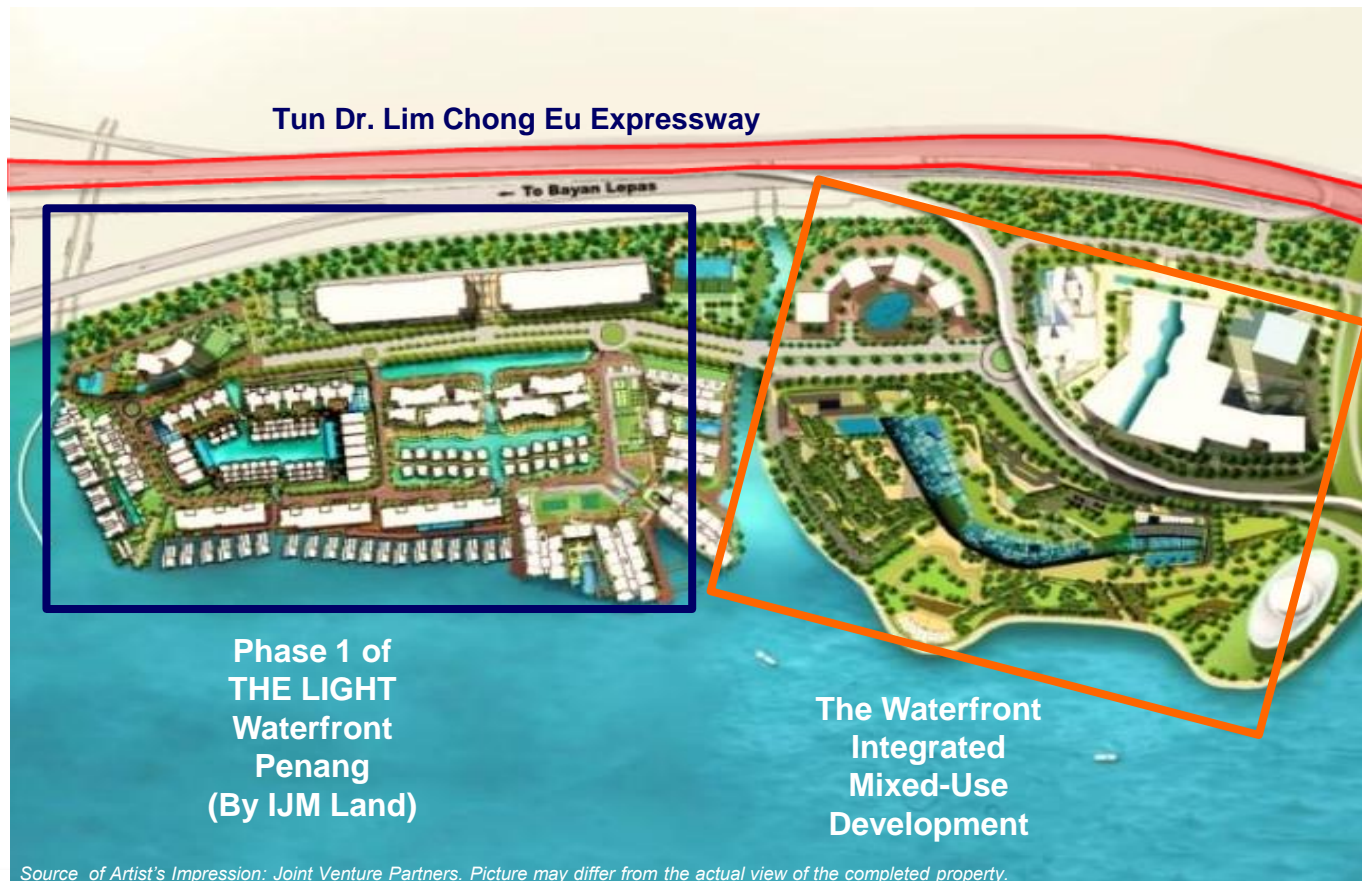 Tun Dr. Lim Chong Eu Expressway
← To Bayan Lepas
Phase 1 of
THE LIGHT
Waterfront
Penang
(By IJM Land)
The Waterfront
Integrated
Mixed-Use
Development
Source of Artist's Impression: Joint Venture Partners. Picture may differ from the actual view of the completed property.